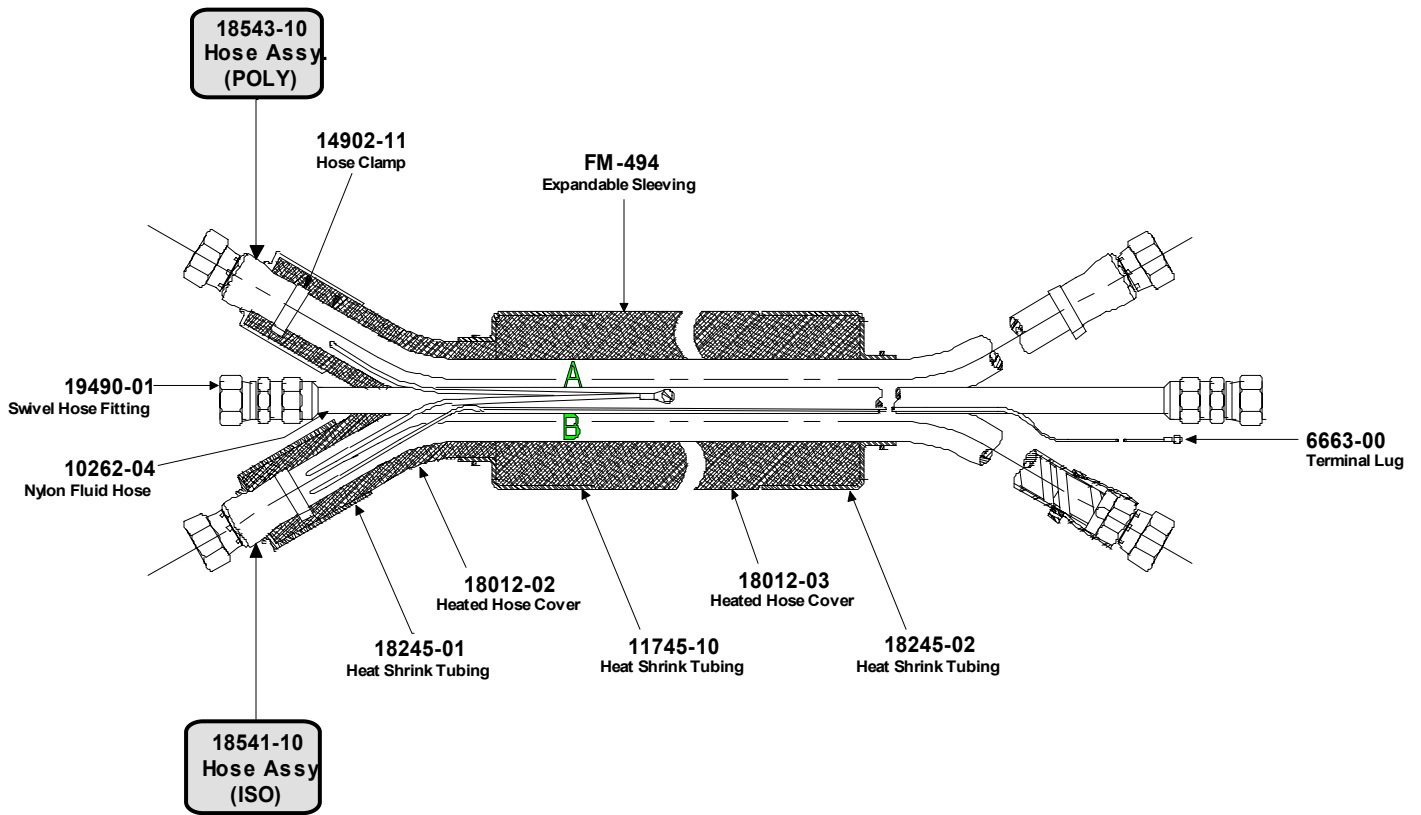 18543-10
Hose Assy.
(POLY)
14902-11
Hose Clamp
FM-494
Expandable Sleeving
A
19490-01
Swivel Hose Fitting
B
6663-00
Terminal Lug
10262-04
Nylon Fluid Hose
18012-02
Heated Hose Cover
18012-03
Heated Hose Cover
18245-01
Heat Shrink Tubing
11745-10
Heat Shrink Tubing
18245-02
Heat Shrink Tubing
18541-10
Hose Assy
(ISO)